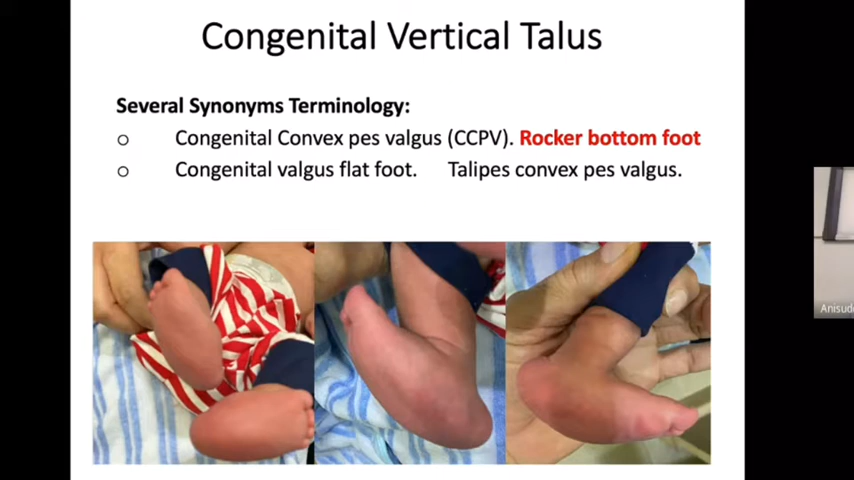 Congenital Vertical Talus
Several Synonyms Terminology:
Congenital Convex pes valgus (CCPV). Rocker bottom foot
Congenital valgus flat foot. Talipes convex pes valgus.
Anisud